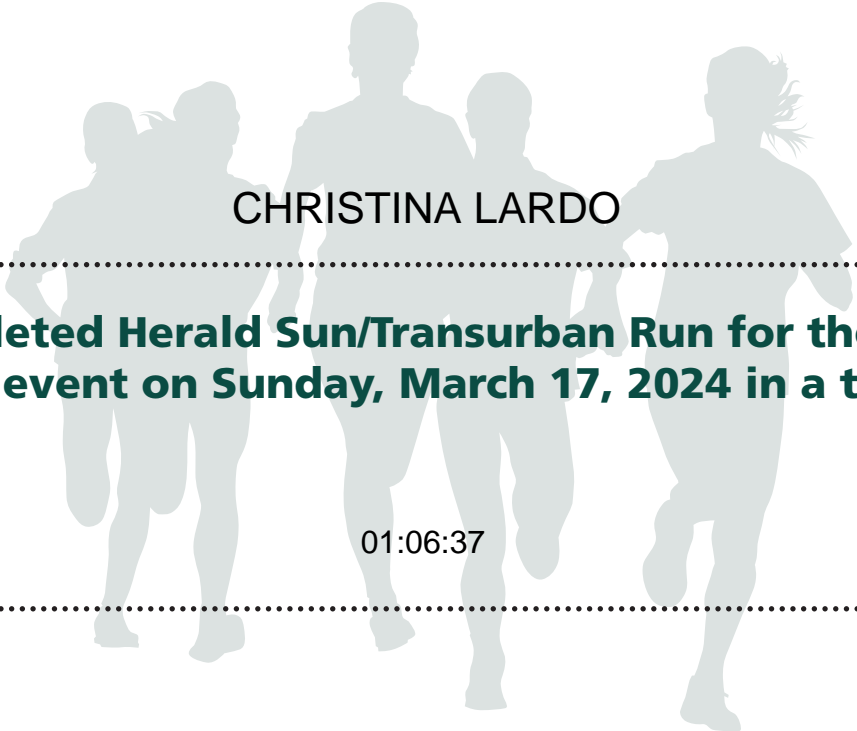 CHRISTINA LARDO
leted Herald Sun/Transurban Run for the
event on Sunday, March 17, 2024 in a t
01:06:37